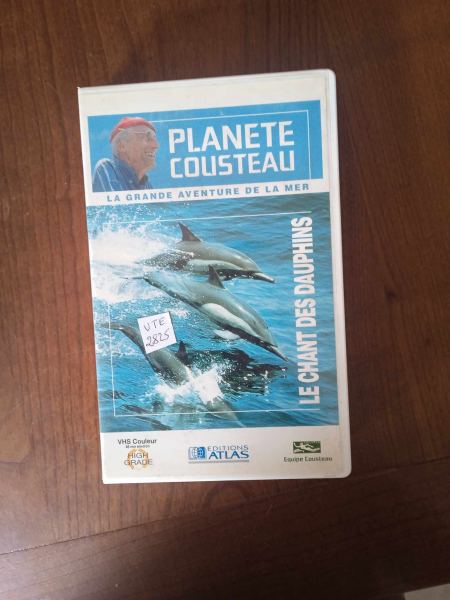 PLANETE
COUSTEAU
LA GRANDE AVENTURE DE LA MER
LE CHANT DES DAUPHINS
UTE
2825
VHS Couleur
HIGH
GRADE
EDITIONS
ATLAS
Equipe Cousteau